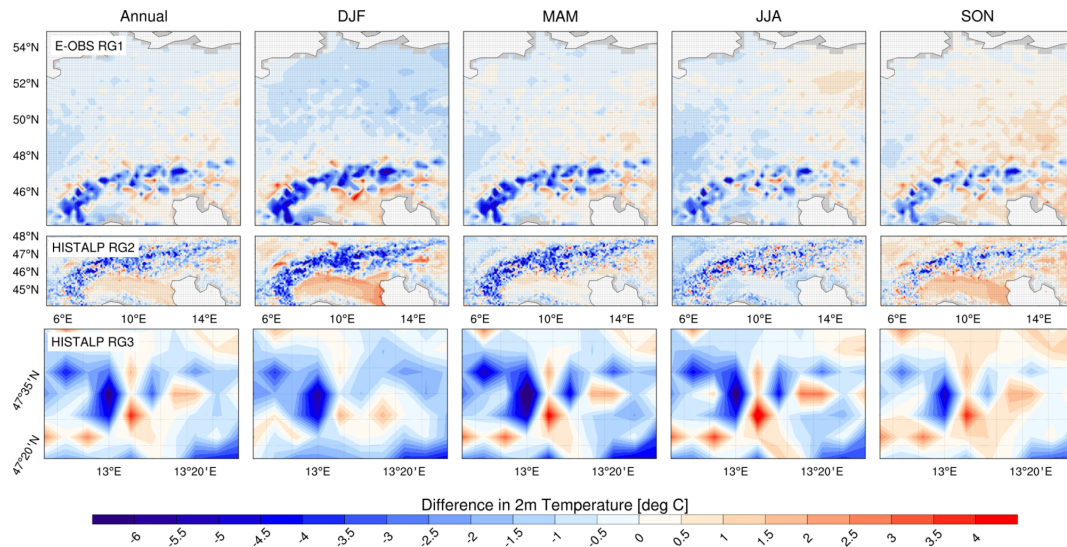 Annual DJF MAM JJA SON
E-OBS RG1
54°N
52°N
50°N
48°N
46°N
HISTALP RG2
48°N
47°N
46°N
45°N
6°E 10°E 14°E 6°E 10°E 14°E 6°E 10°E 14°E 6°E 10°E 14°E 6°E 10°E 14°E
HISTALP RG3
47°35'N
47°20'N
13°E 13°20'E 13°E 13°20'E 13°E 13°20'E 13°E 13°20'E 13°E 13°20'E
Difference in 2m Temperature [deg C]
-6 -5.5 -5 -4.5 -4 -3.5 -3 -2.5 -2 -1.5 -1 -0.5 0 0.5 1 1.5 2 2.5 3 3.5 4